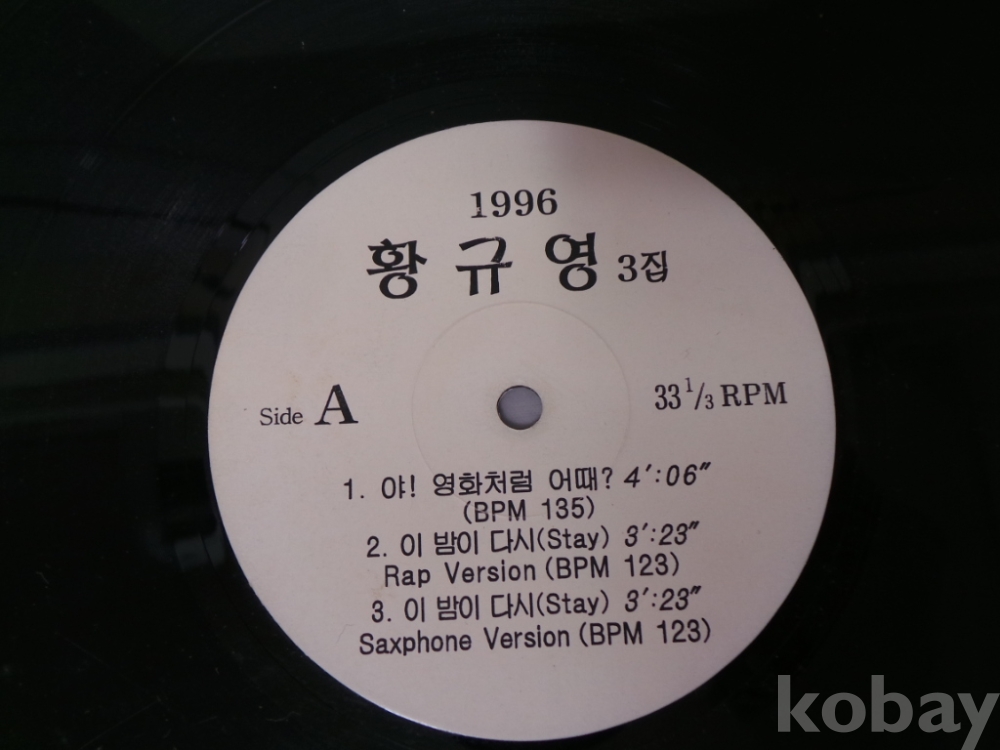 1996
황규영 3집
Side A
33 1/3 RPM
1. 야! 영화처럼 어때? 4':06"
(BPM 135)
2. 이 밤이 다시(Stay) 3':23"
Rap Version (BPM 123)
3. 이 밤이 다시(Stay) 3':23"
Saxphone Version (BPM 123)
kobay